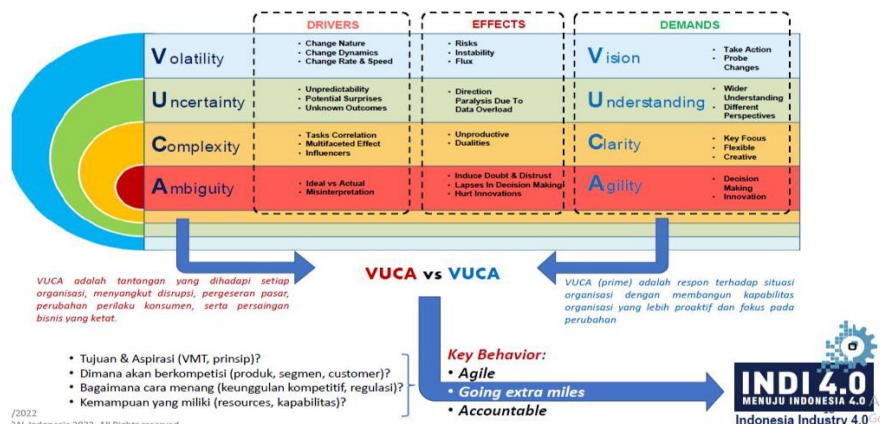 DRIVERS
EFFECTS
DEMANDS
Volatility
• Change Nature
• Change Dynamics
• Change Rate & Speed
• Risks
• Instability
• Flux
Vision
• Take Action
• Probe
Changes
Uncertainty
• Unpredictability
• Potential Surprises
• Unknown Outcomes
• Direction
Paralysis Due To
Data Overload
Understanding
• Wider
Understanding
• Different
Perspectives
Complexity
• Tasks Correlation
• Multifaceted Effect
• Influencers
• Unproductive
• Dualities
Clarity
• Key Focus
• Flexible
• Creative
Ambiguity
• Ideal vs Actual
• Misinterpretation
• Induce Doubt & Distrust
• Lapses In Decision Making
• Hurt Innovations
Agility
• Decision
Making
• Innovation
VUCA vs VUCA
VUCA adalah tantangan yang dihadapi setiap
organisasi, menyangkut disrupsi, pergeseran pasar,
perubahan perilaku konsumen, serta persaingan
bisnis yang ketat.
VUCA (prime) adalah respon terhadap situasi
organisasi dengan membangun kapabilitas
organisasi yang lebih proaktif dan fokus pada
perubahan
• Tujuan & Aspirasi (VMT, prinsip)?
• Dimana akan berkompetisi (produk, segmen, customer)?
• Bagaimana cara menang (keunggulan kompetitif, regulasi)?
• Kemampuan yang miliki (resources, kapabilitas)?
Key Behavior:
• Agile
• Going extra miles
• Accountable
INDI 4.0
MENUJU INDONESIA 4.0
Indonesia Industry 4.0
/2022
Indonesia 2022. All Rights reserved